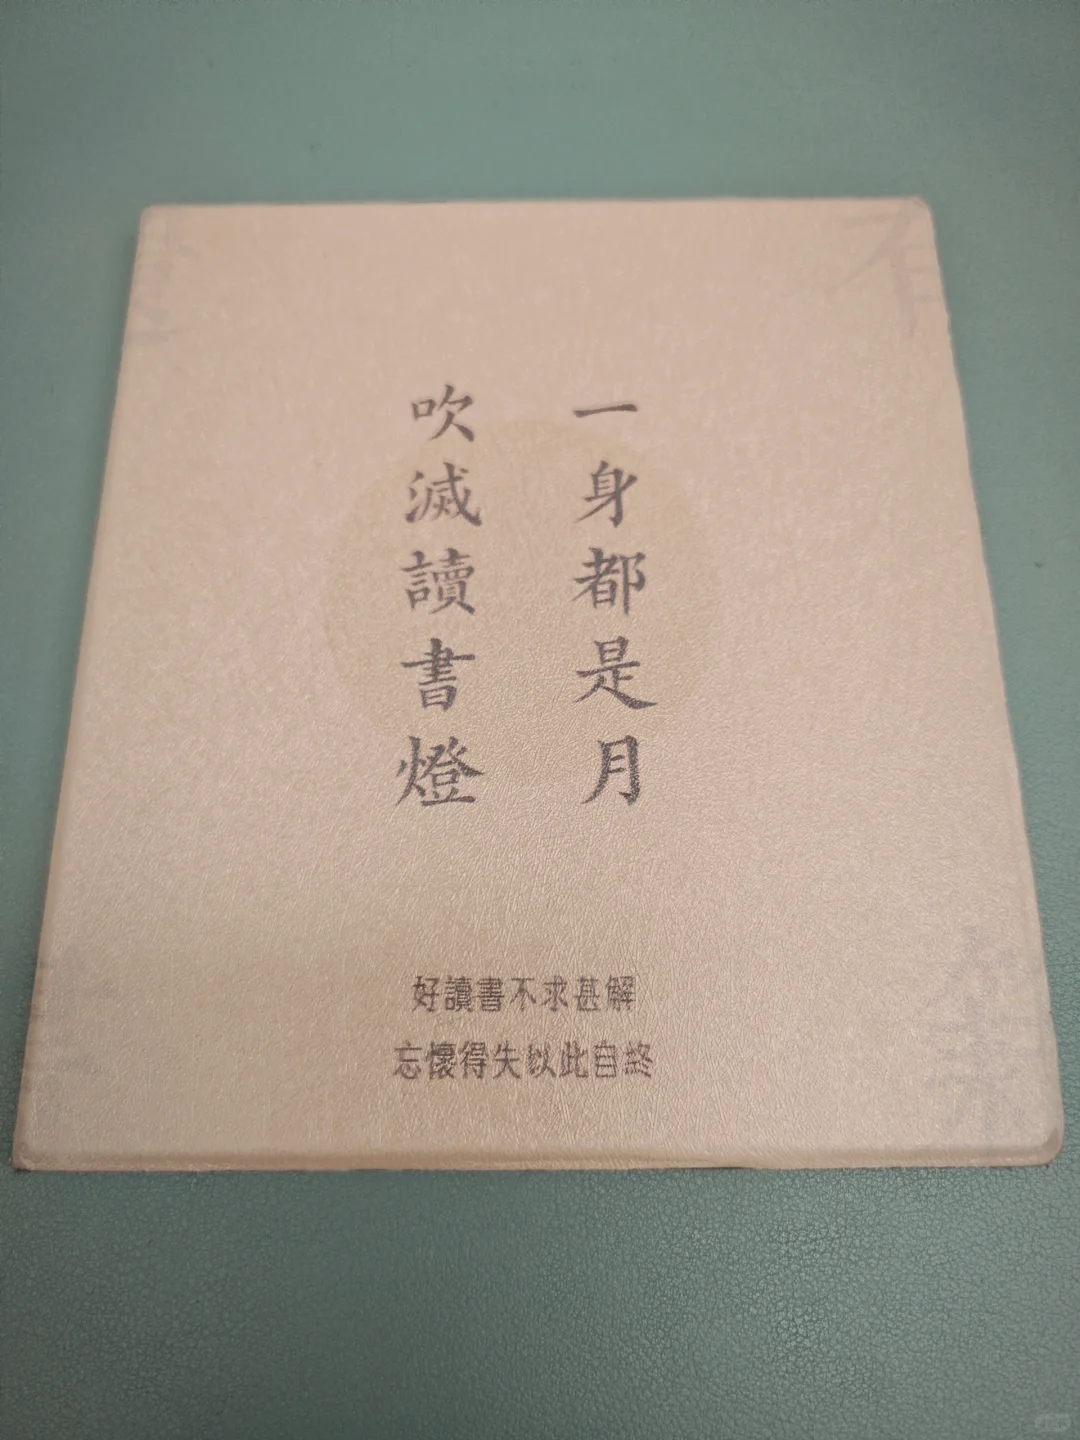 一身都是月
吹滅讀書燈
好讀書不求甚解
忘懷得失以此自終